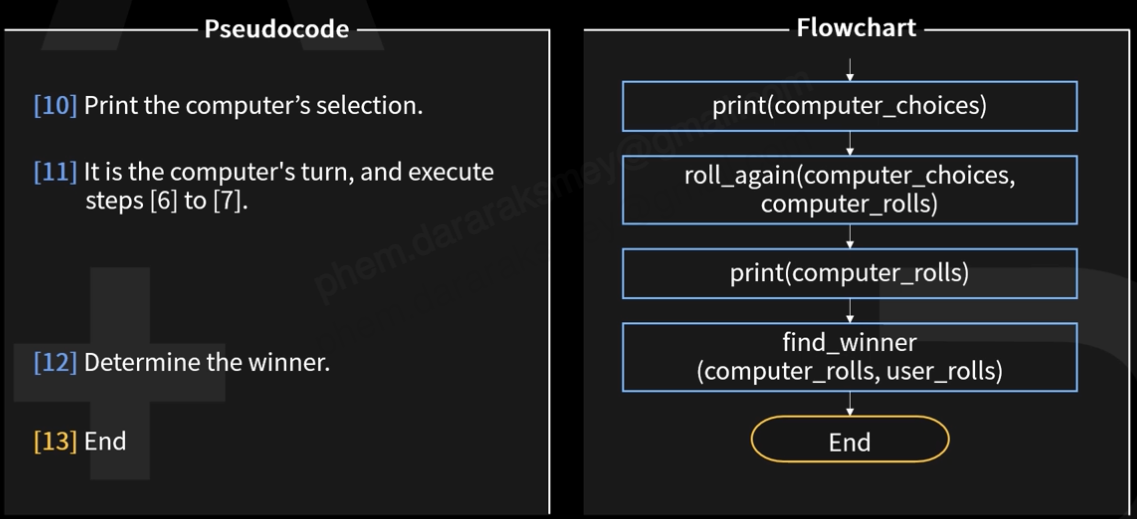 Pseudocode
[10] Print the computer's selection.
[11] It is the computer's turn, and execute
steps [6] to [7].
[12] Determine the winner.
[13] End
Flowchart
print(computer_choices)
roll_again(computer_choices,
computer_rolls)
print(computer_rolls)
find_winner
(computer_rolls, user_rolls)
End
phem.dararaksmey@gmail.com